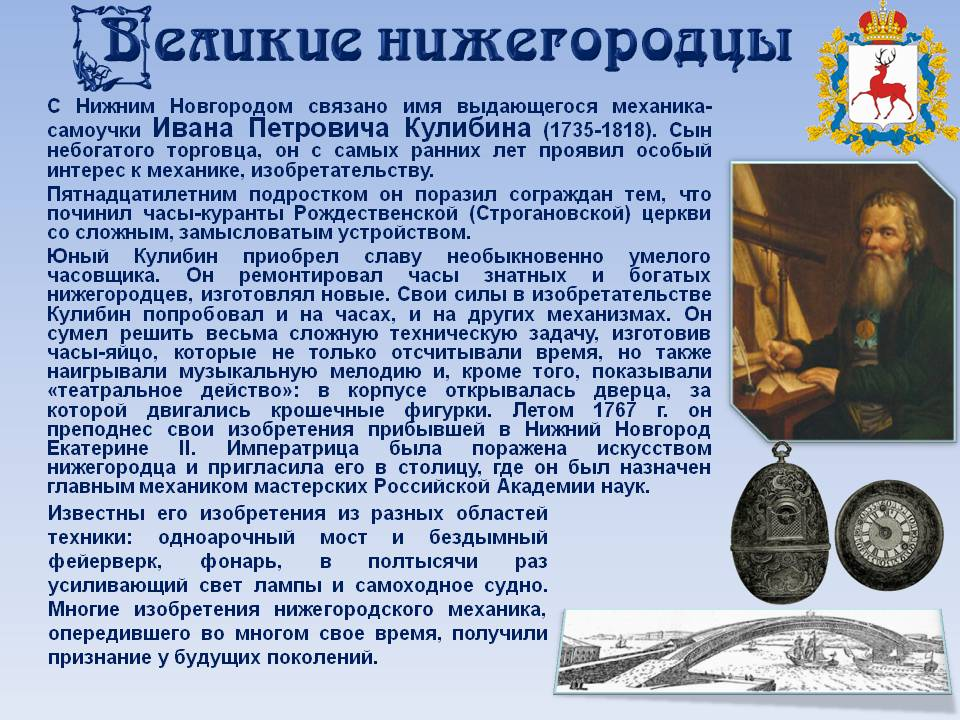 Великие нижегородцы
С Нижним Новгородом связано имя выдающегося механика-
самоучки Ивана Петровича Кулибина (1735-1818). Сын
небогатого торговца, он с самых ранних лет проявил особый
интерес к механике, изобретательству.
Пятнадцатилетним подростком он поразил сограждан тем, что
починил часы-куранты Рождественской (Строгановской) церкви
со сложным, замысловатым устройством.
Юный Кулибин приобрел славу необыкновенно умелого
часовщика. Он ремонтировал часы знатных и богатых
нижегородцев, изготовлял новые. Свои силы в изобретательстве
Кулибин попробовал и на часах, и на других механизмах. Он
сумел решить весьма сложную техническую задачу, изготовив
часы-яйцо, которые не только отсчитывали время, но также
наигрывали музыкальную мелодию и, кроме того, показывали
«театральное действо»: в корпусе открывалась дверца, за
которой двигались крошечные фигурки. Летом 1767 г. он
преподнес свои изобретения прибывшей в Нижний Новгород
Екатерине II. Императрица была поражена искусством
нижегородца и пригласила его в столицу, где он был назначен
главным механиком мастерских Российской Академии наук.
Известны его изобретения из разных областей
техники: одноарочный мост и бездымный
фейерверк, фонарь, в полтысячи раз
усиливающий свет лампы и самоходное судно.
Многие изобретения нижегородского механика,
опередившего во многом свое время, получили
признание у будущих поколений.